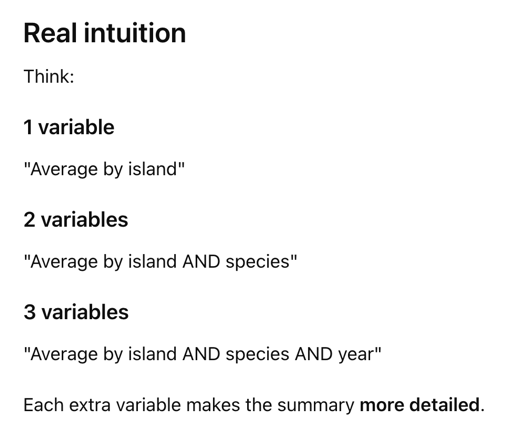 Real intuition
Think:
1 variable
"Average by island"
2 variables
"Average by island AND species"
3 variables
"Average by island AND species AND year"
Each extra variable makes the summary more detailed.